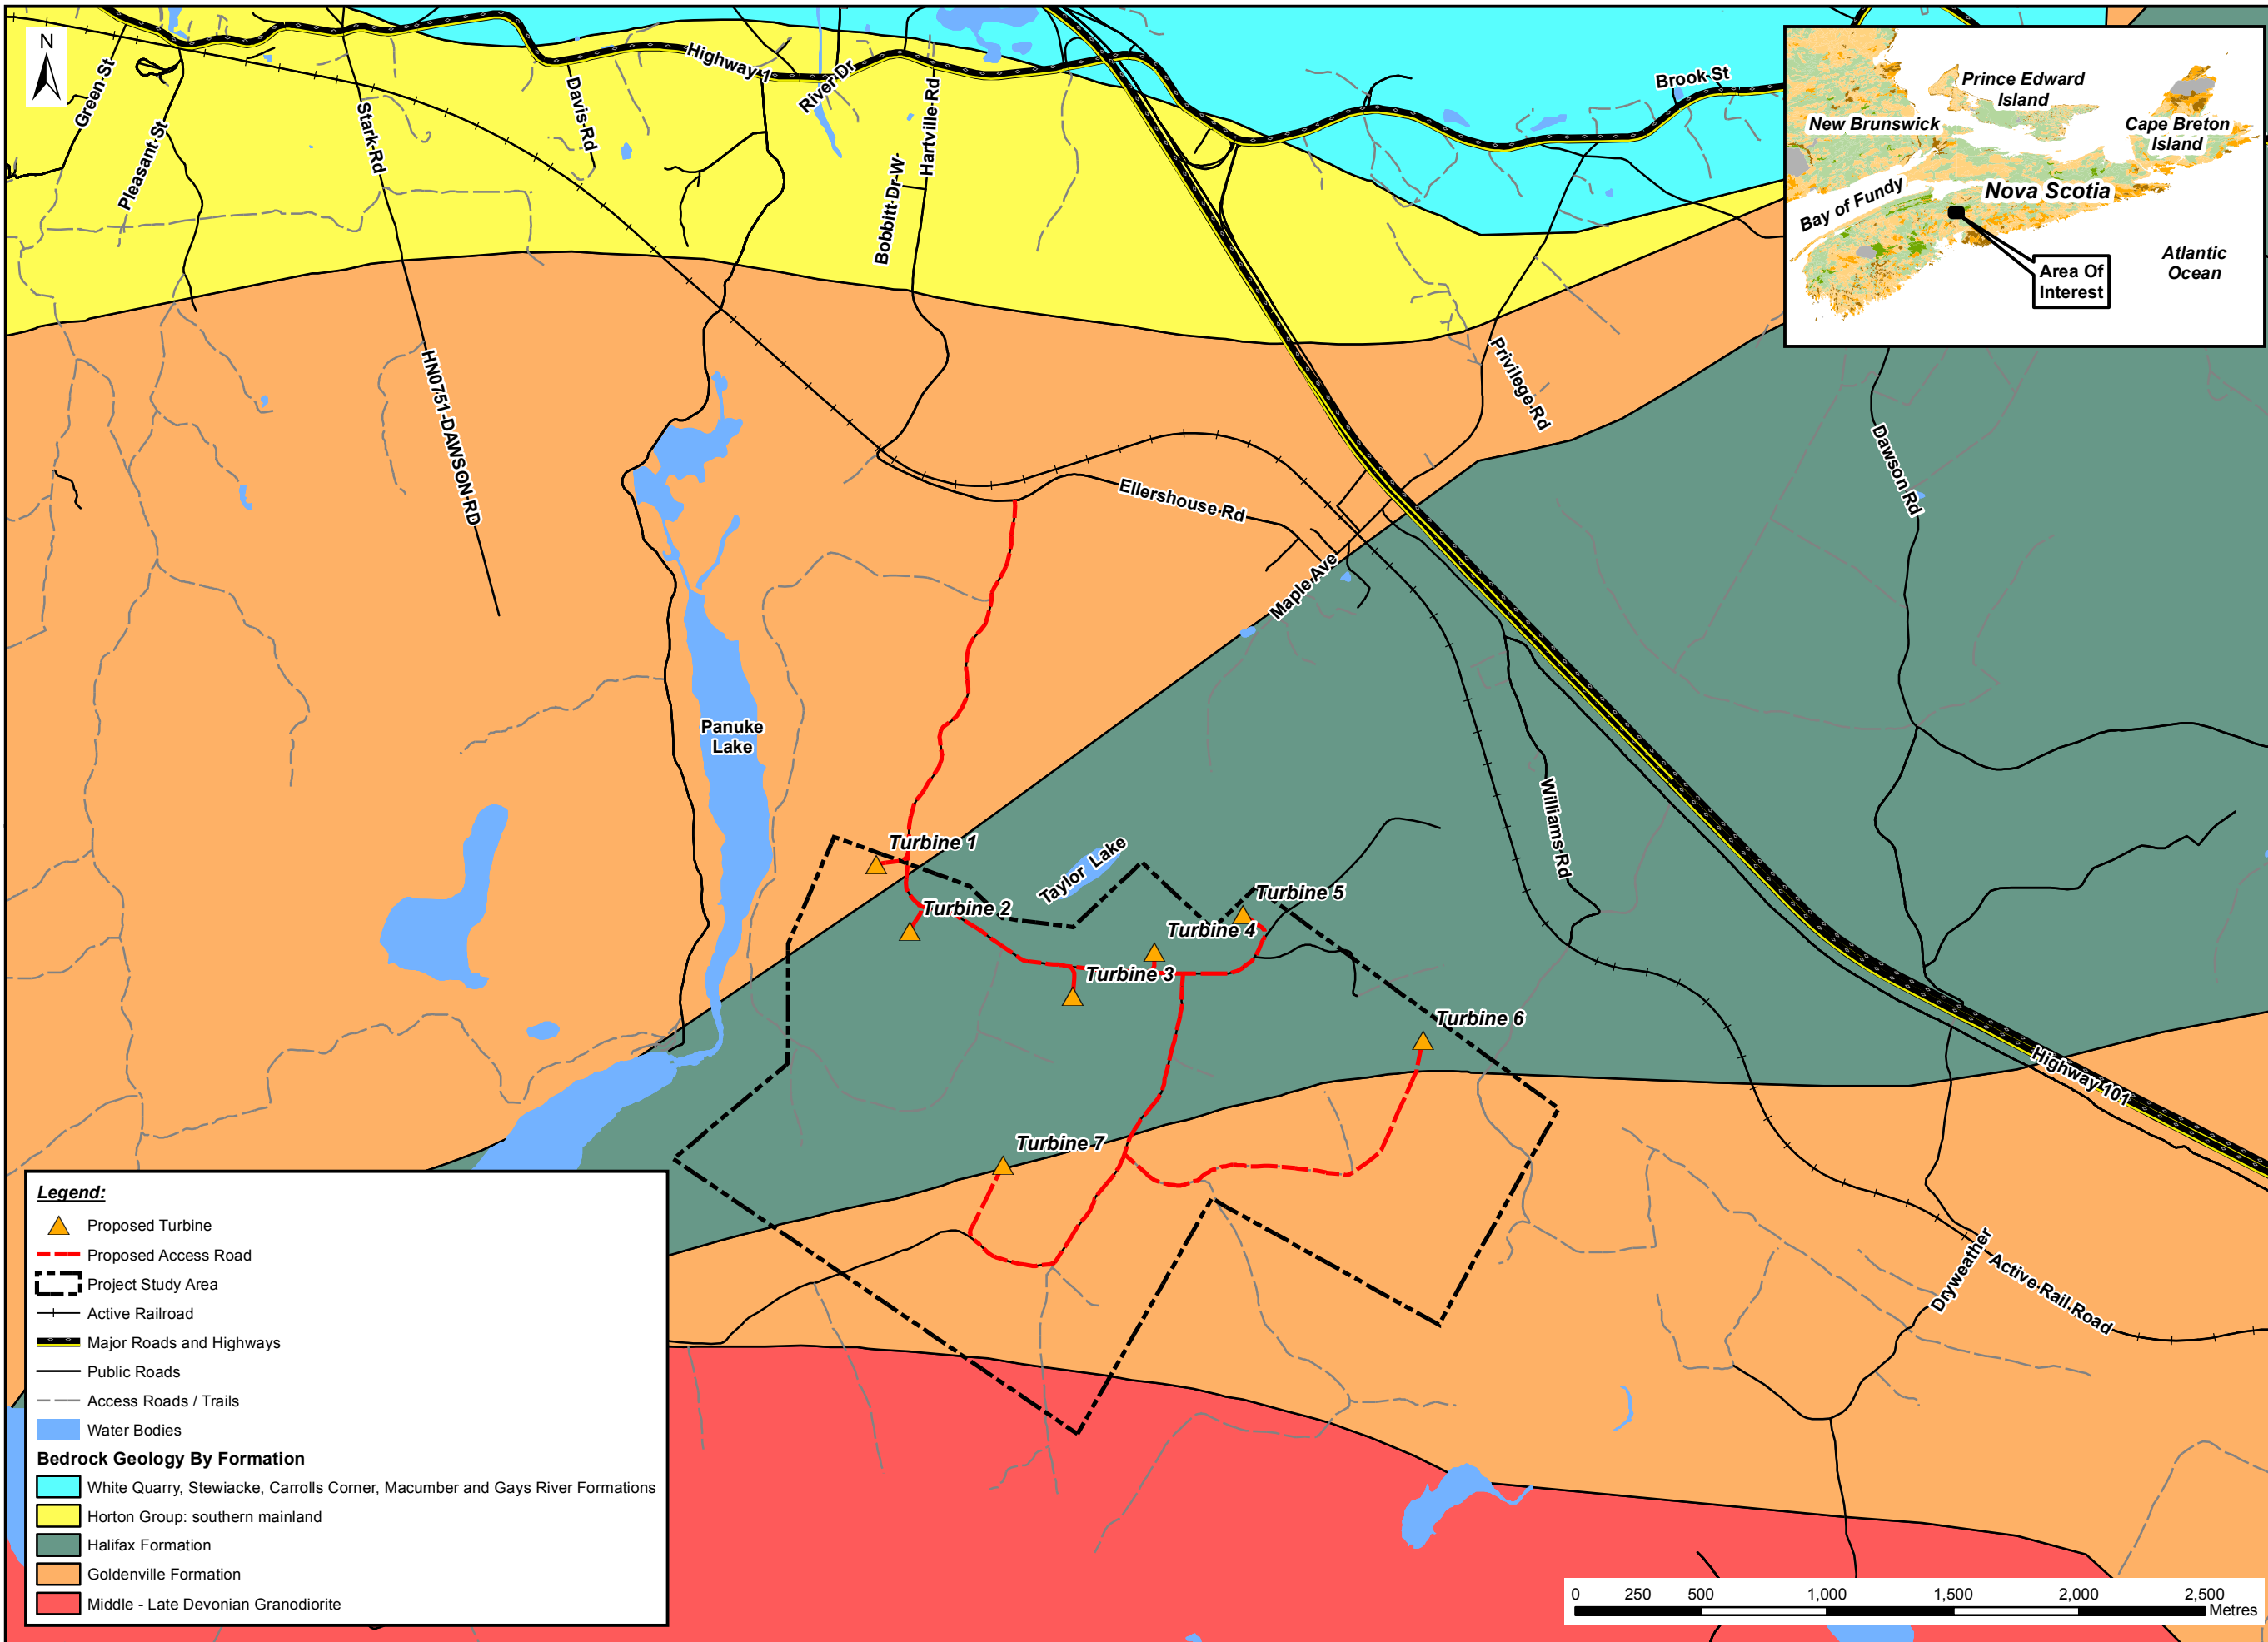 N
Green St
Pleasant St
Stark Rd
HN0751-DAWSON RD
Davis Rd
Highway 1
River Dr
Bobbitt Dr W
Hartville Rd
Brook St
Privilege Rd
Dawson Rd
Ellershouse Rd
Maple Ave
Panuke
Lake
Williams Rd
Taylor Lake
Turbine 1
Turbine 2
Turbine 5
Turbine 4
Turbine 3
Turbine 6
Turbine 7
Highway 101
Dryweather
Active Rail Road
Prince Edward
Island
New Brunswick
Cape Breton
Island
Nova Scotia
Bay of Fundy
Atlantic
Ocean
Area Of
Interest
Legend:
Proposed Turbine
Proposed Access Road
Project Study Area
Active Railroad
Major Roads and Highways
Public Roads
Access Roads / Trails
Water Bodies
Bedrock Geology By Formation
White Quarry, Stewiacke, Carrolls Corner, Macumber and Gays River Formations
Horton Group: southern mainland
Halifax Formation
Goldenville Formation
Middle - Late Devonian Granodiorite
0 250 500 1,000 1,500 2,000 2,500
Metres